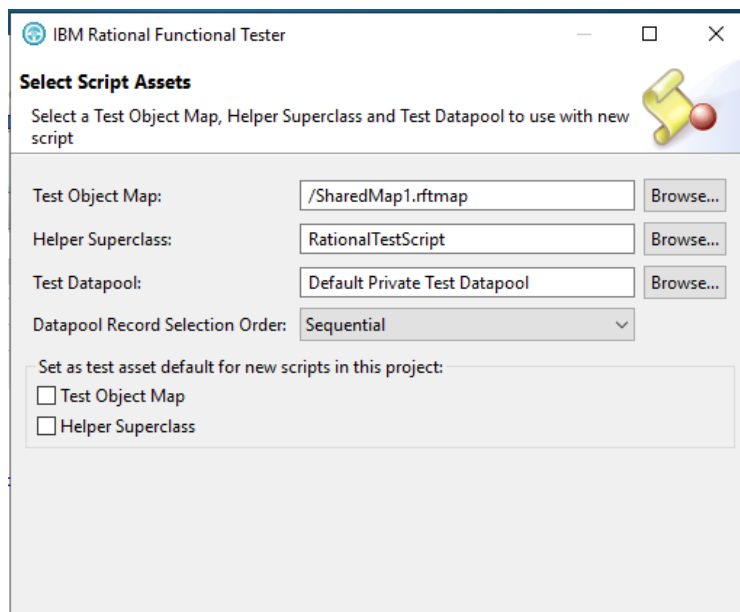 IBM Rational Functional Tester
Select Script Assets
Select a Test Object Map, Helper Superclass and Test Datapool to use with new
script
Test Object Map: /SharedMap1.rftmap Browse...
Helper Superclass: RationalTestScript Browse...
Test Datapool: Default Private Test Datapool Browse...
Datapool Record Selection Order: Sequential
Set as test asset default for new scripts in this project:
Test Object Map
Helper Superclass